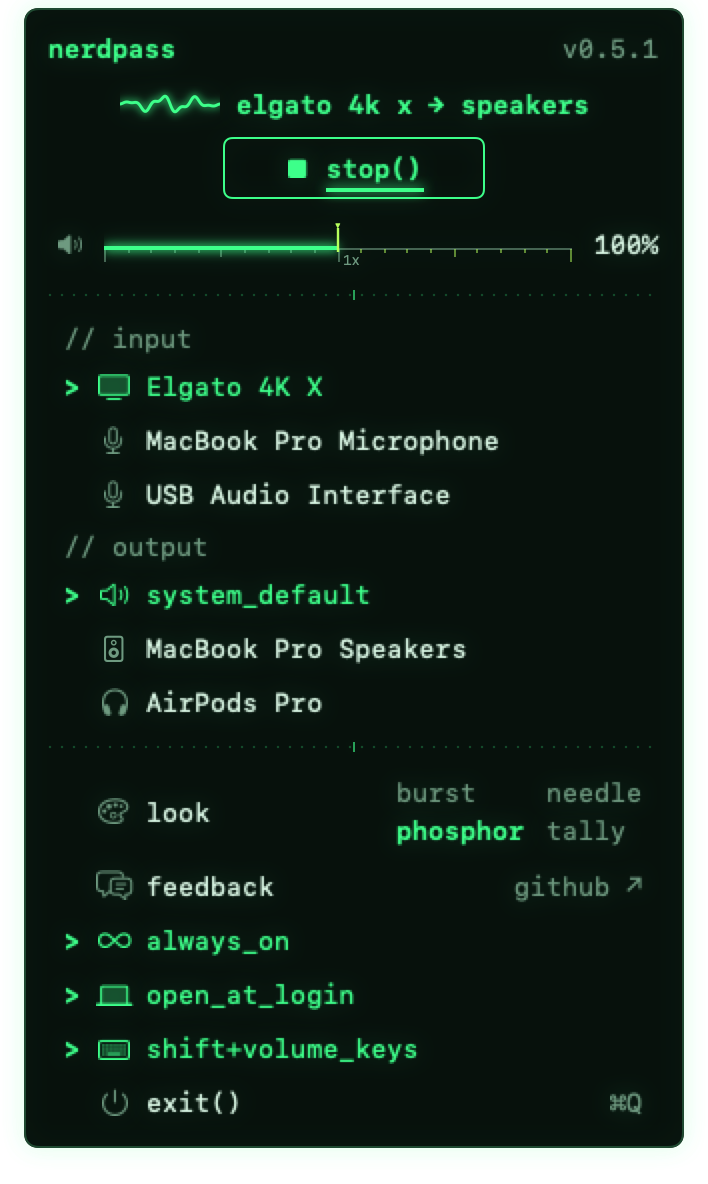 nerdpass v0.5.1
elgato 4k x → speakers
stop()
100%
1x
// input
> Elgato 4K X
MacBook Pro Microphone
USB Audio Interface
// output
> system_default
MacBook Pro Speakers
AirPods Pro
look burst needle
phosphor tally
feedback github ↗
> always_on
> open_at_login
> shift+volume_keys
exit() ⌘Q